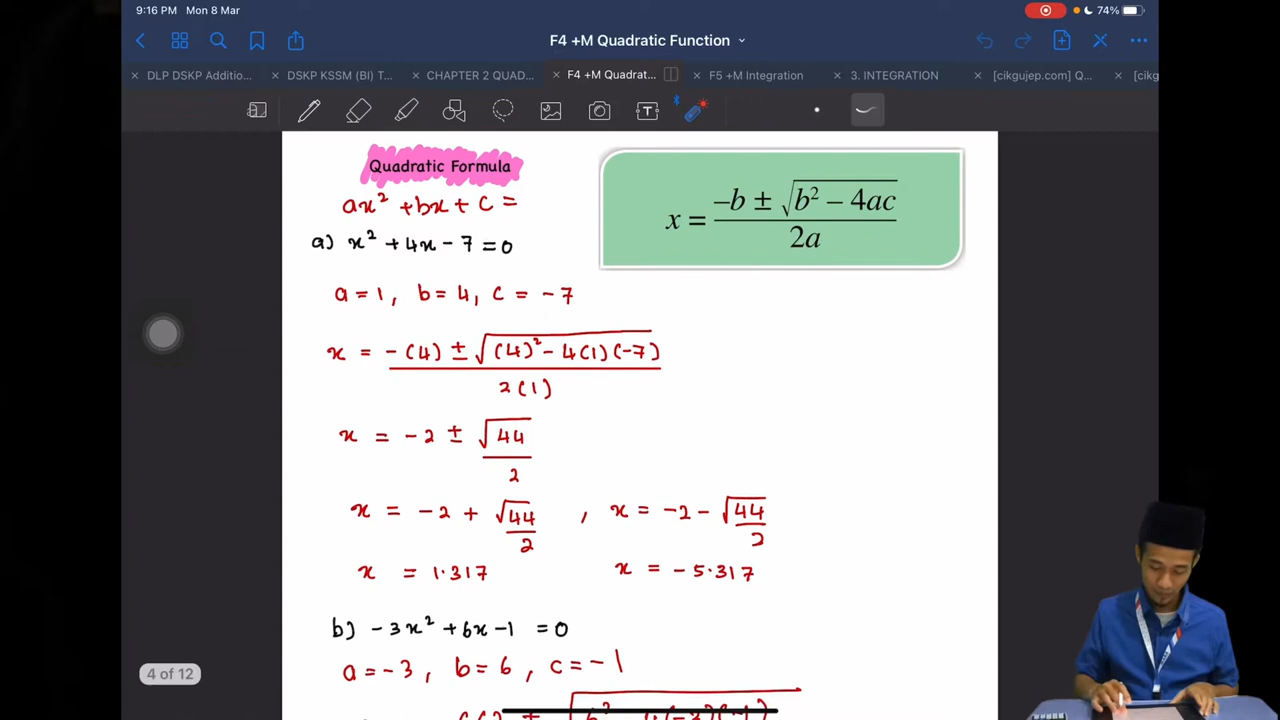 9:16 PM Mon 8 Mar
74%
F4 +M Quadratic Function
DLP DSKP Additio...
DSKP KSSM (BI) T...
CHAPTER 2 QUAD...
F4 +M Quadrat...
F5 +M Integration
3. INTEGRATION
[cikgujep.com] Q...
[cik
Quadratic Formula
ax² + bx + c =
x = (-b ± √(b² – 4ac)) / 2a
a) x² + 4x - 7 = 0
a = 1, b = 4, c = -7
x = (-(4) ± √((4)² - 4(1)(-7))) / 2(1)
x = -2 ± √44 / 2
x = -2 + √44 / 2 , x = -2 - √44 / 2
x = 1.317 x = -5.317
b) -3x² + 6x - 1 = 0
a = -3, b = 6, c = -1
4 of 12